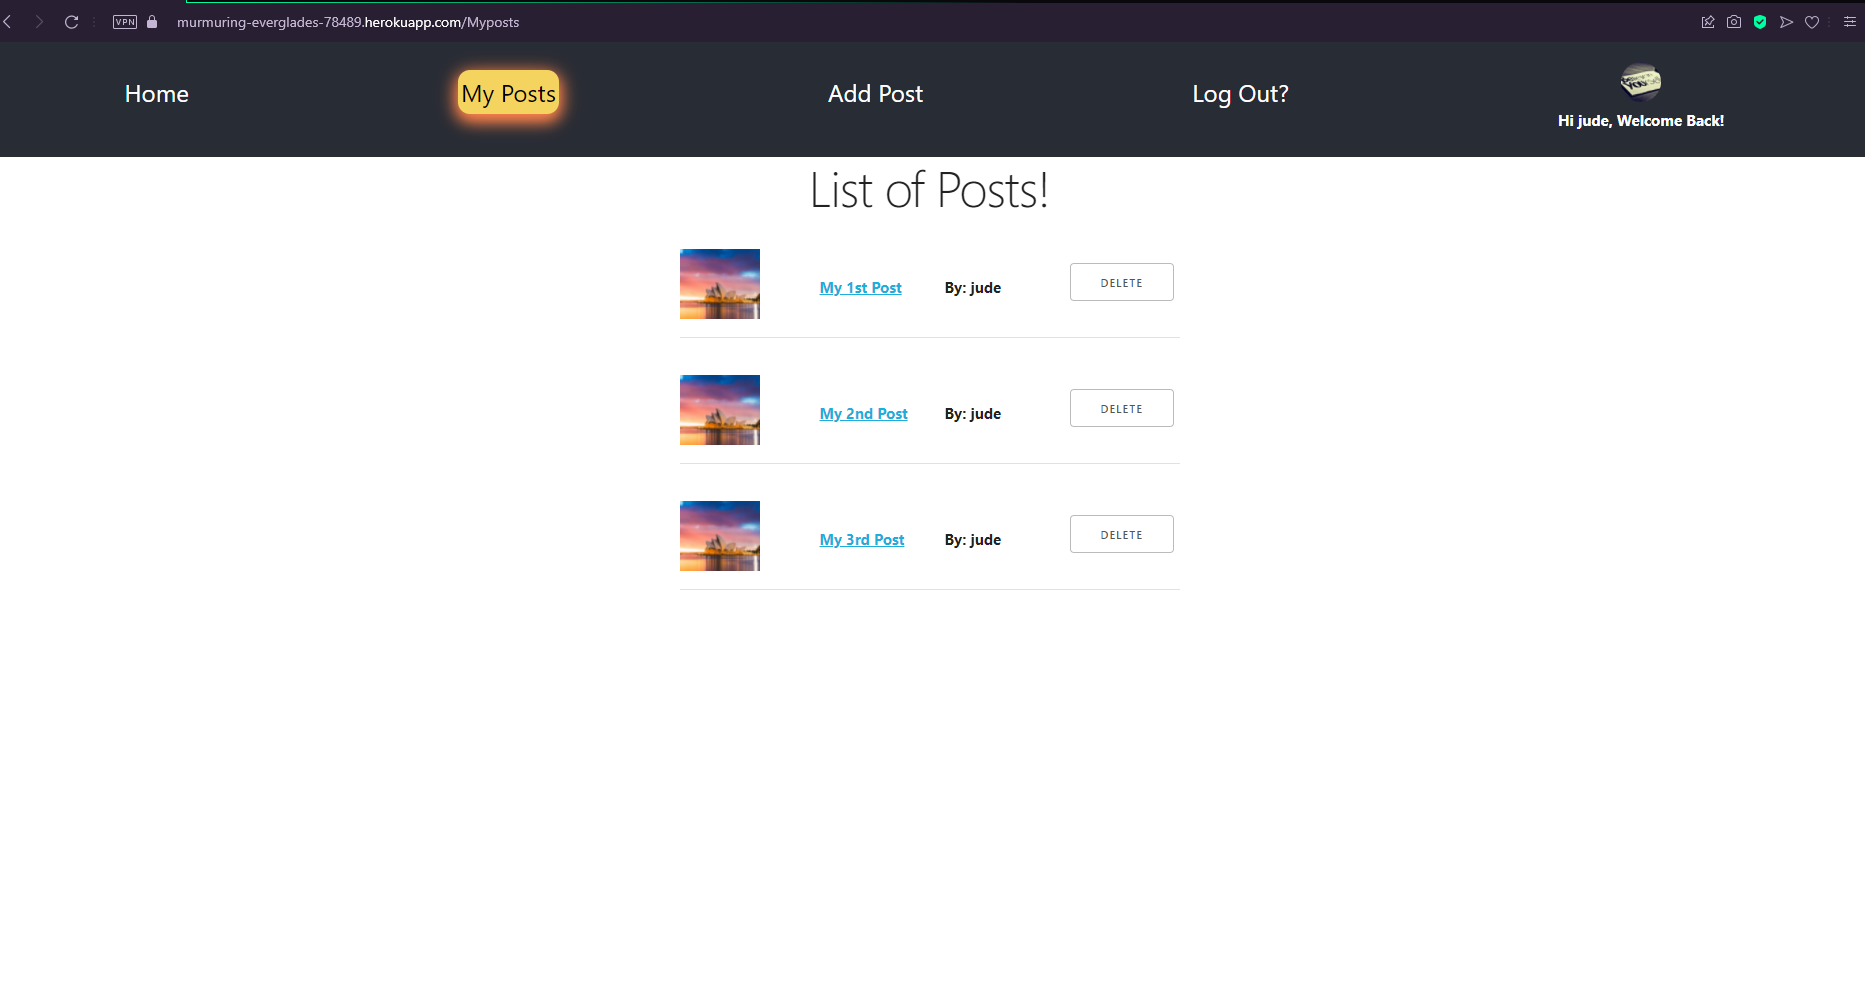 VPN murmuring-everglades-78489.herokuapp.com/Myposts
Home My Posts Add Post Log Out?
Hi jude, Welcome Back!
List of Posts!
My 1st Post By: jude DELETE
My 2nd Post By: jude DELETE
My 3rd Post By: jude DELETE